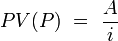 PV(P) = A/i